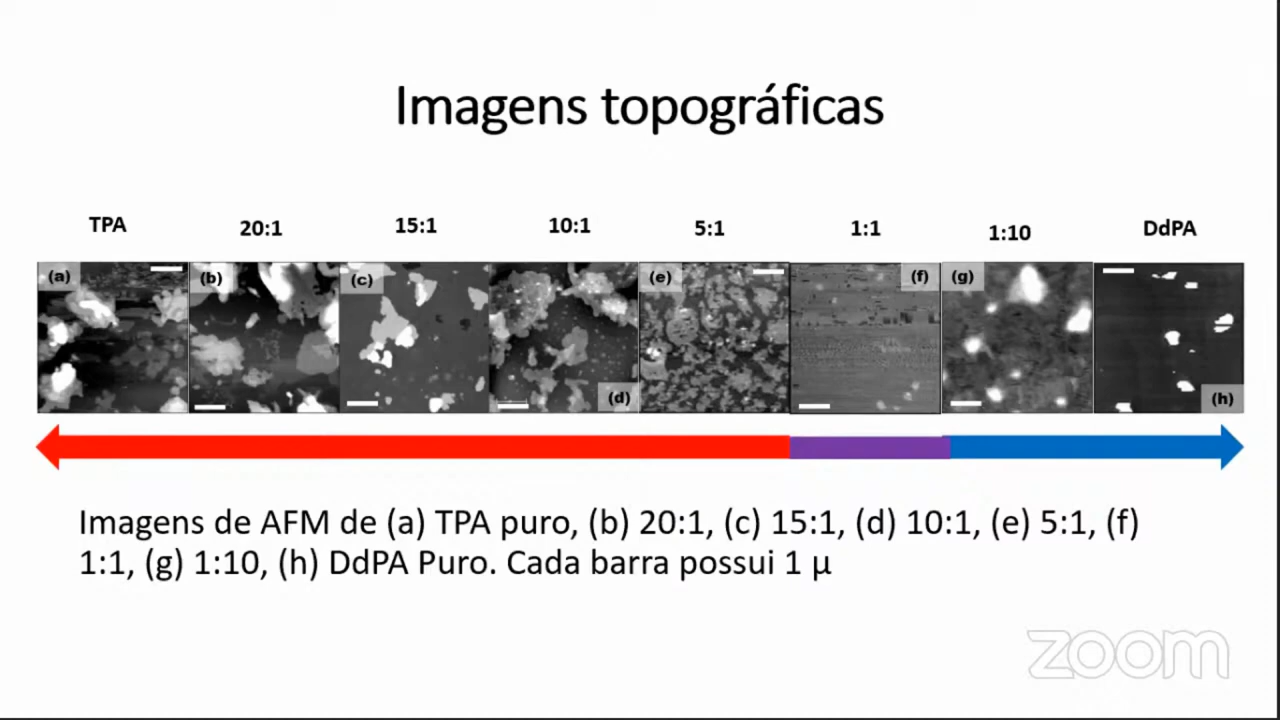 Imagens topográficas
TPA 20:1 15:1 10:1 5:1 1:1 1:10 DdPA
(a) (b) (c) (d) (e) (f) (g) (h)
Imagens de AFM de (a) TPA puro, (b) 20:1, (c) 15:1, (d) 10:1, (e) 5:1, (f)
1:1, (g) 1:10, (h) DdPA Puro. Cada barra possui 1 µ
zoom